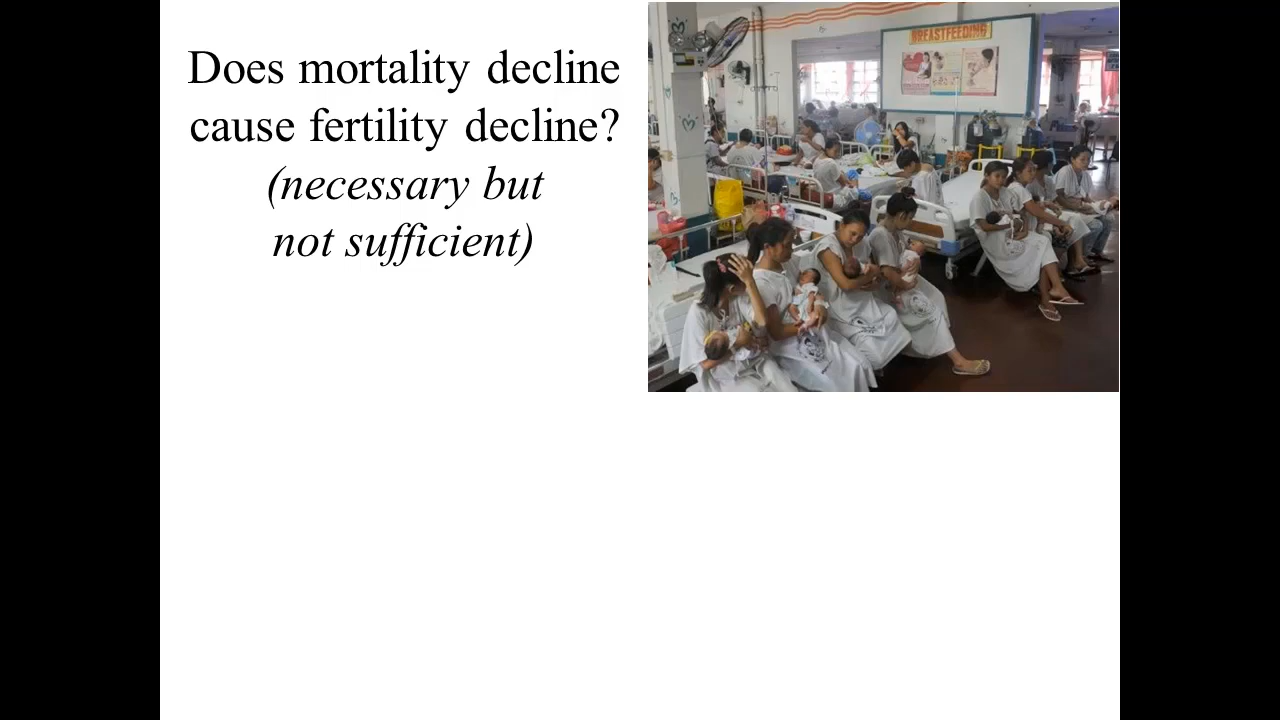 Does mortality decline
cause fertility decline?
(necessary but
not sufficient)
BREASTFEEDING